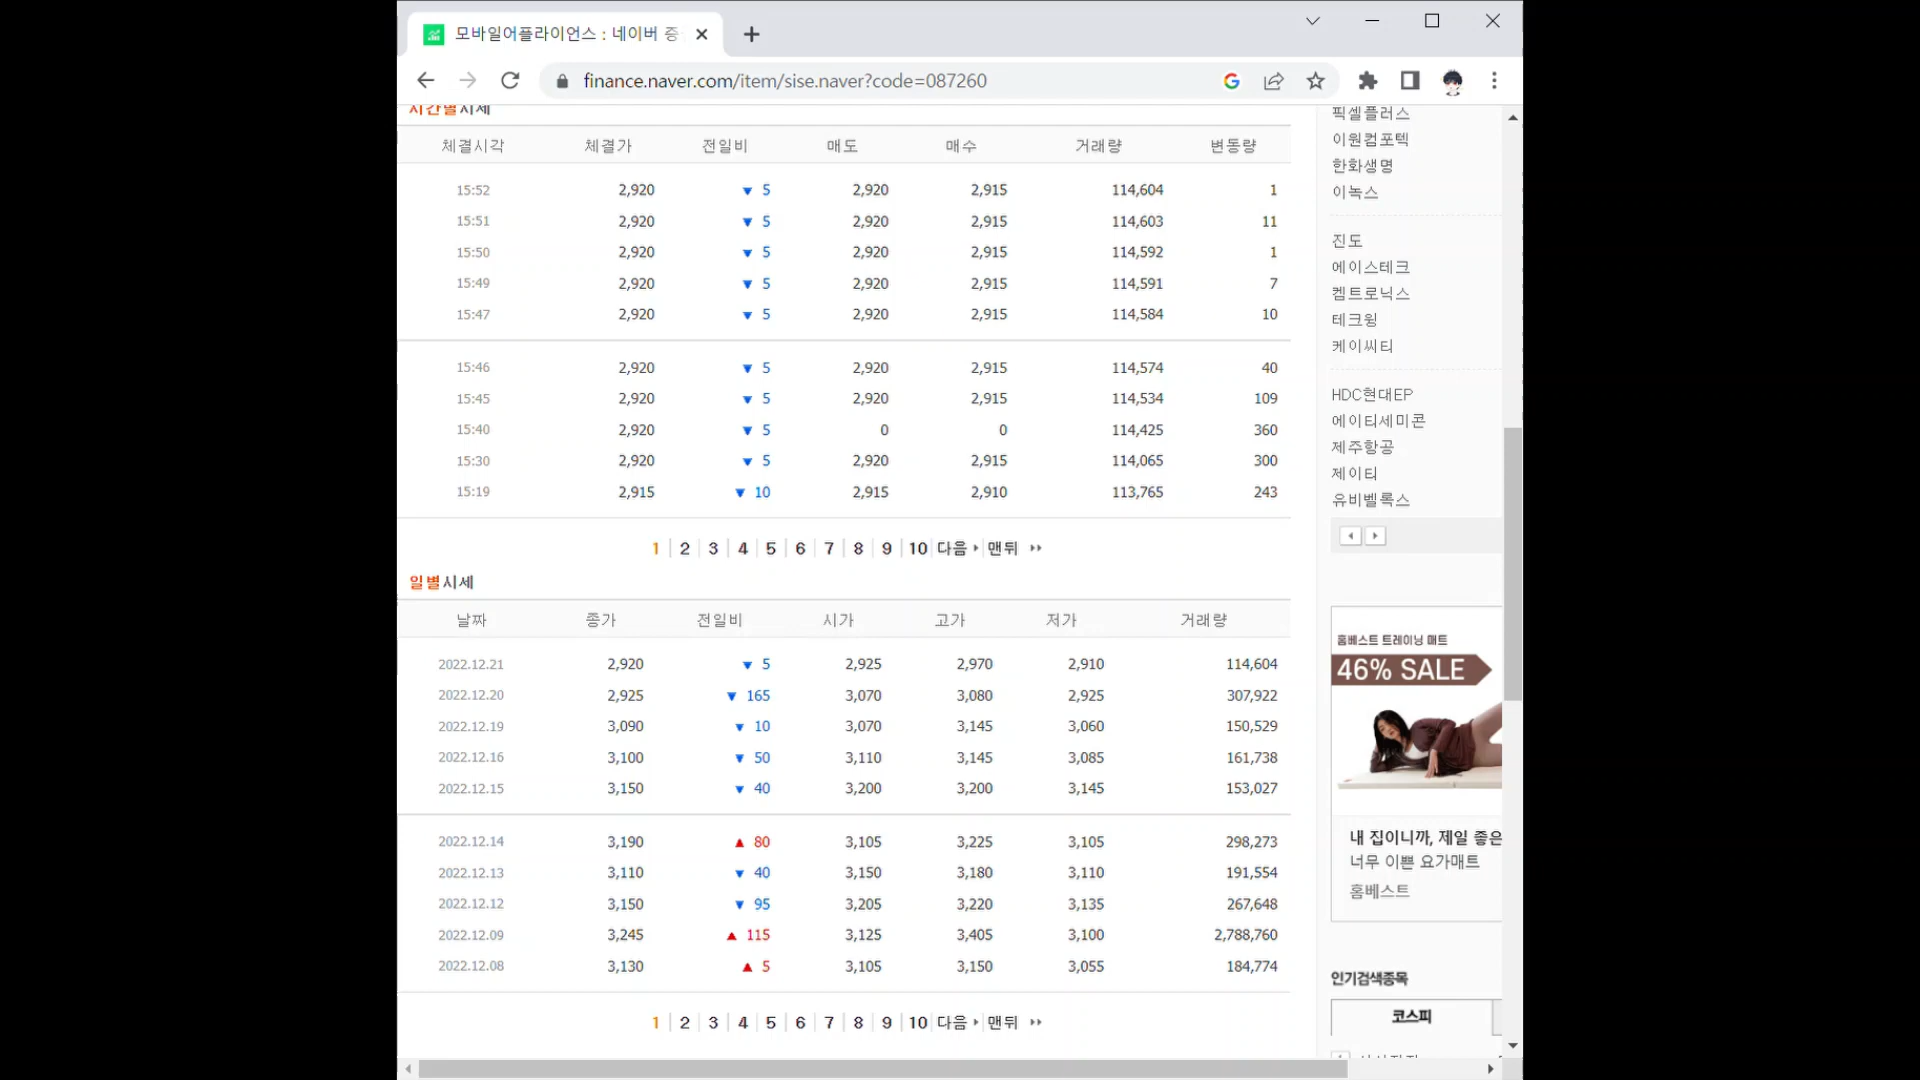 모바일어플라이언스 : 네이버 증
finance.naver.com/item/sise.naver?code=087260
시간별시세
체결시각 체결가 전일비 매도 매수 거래량 변동량
15:52 2,920 ▼ 5 2,920 2,915 114,604 1
15:51 2,920 ▼ 5 2,920 2,915 114,603 11
15:50 2,920 ▼ 5 2,920 2,915 114,592 1
15:49 2,920 ▼ 5 2,920 2,915 114,591 7
15:47 2,920 ▼ 5 2,920 2,915 114,584 10
15:46 2,920 ▼ 5 2,920 2,915 114,574 40
15:45 2,920 ▼ 5 2,920 2,915 114,534 109
15:40 2,920 ▼ 5 0 0 114,425 360
15:30 2,920 ▼ 5 2,920 2,915 114,065 300
15:19 2,915 ▼ 10 2,915 2,910 113,765 243
1 2 3 4 5 6 7 8 9 10 다음 맨뒤
일별시세
날짜 종가 전일비 시가 고가 저가 거래량
2022.12.21 2,920 ▼ 5 2,925 2,970 2,910 114,604
2022.12.20 2,925 ▼ 165 3,070 3,080 2,925 307,922
2022.12.19 3,090 ▼ 10 3,070 3,145 3,060 150,529
2022.12.16 3,100 ▼ 50 3,110 3,145 3,085 161,738
2022.12.15 3,150 ▼ 40 3,200 3,200 3,145 153,027
2022.12.14 3,190 ▲ 80 3,105 3,225 3,105 298,273
2022.12.13 3,110 ▼ 40 3,150 3,180 3,110 191,554
2022.12.12 3,150 ▼ 95 3,205 3,220 3,135 267,648
2022.12.09 3,245 ▲ 115 3,125 3,405 3,100 2,788,760
2022.12.08 3,130 ▲ 5 3,105 3,150 3,055 184,774
1 2 3 4 5 6 7 8 9 10 다음 맨뒤
픽셀플러스
이원컴포텍
한화생명
이녹스
진도
에이스테크
켐트로닉스
테크윙
케이씨티
HDC현대EP
에이티세미콘
제주항공
제이티
유비벨록스
홈베스트 트레이닝 매트
46% SALE
내 집이니까, 제일 좋은
너무 이쁜 요가매트
홈베스트
인기검색종목
코스피